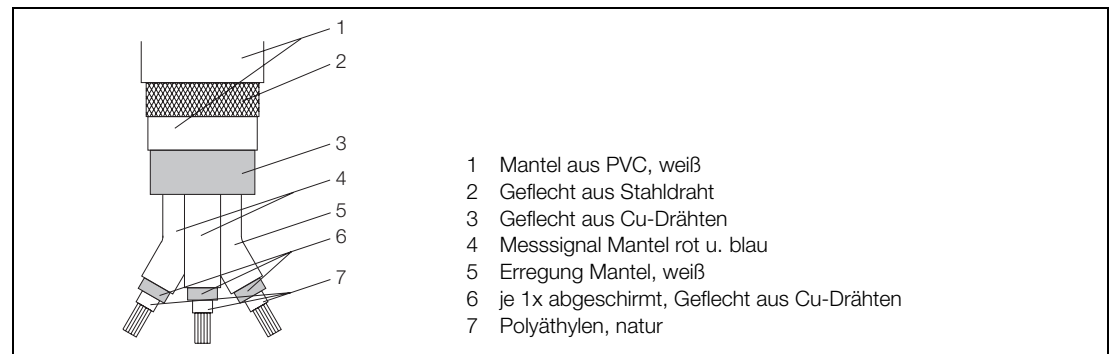 1
2
3
4
5
6
7
1 Mantel aus PVC, weiß
2 Geflecht aus Stahldraht
3 Geflecht aus Cu-Drähten
4 Messsignal Mantel rot u. blau
5 Erregung Mantel, weiß
6 je 1x abgeschirmt, Geflecht aus Cu-Drähten
7 Polyäthylen, natur